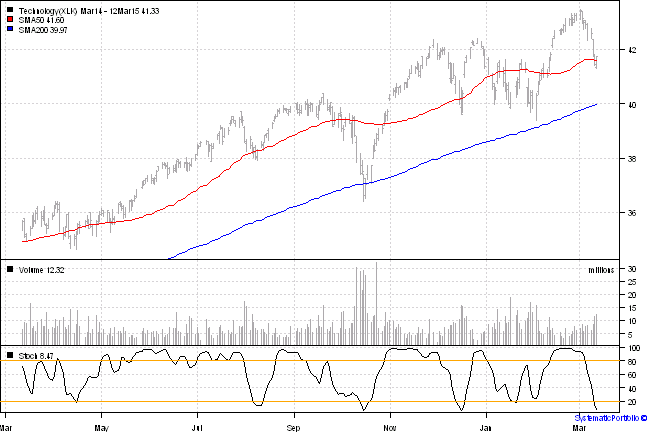 Technology(XLK) Mar14 - 12Mar15 41.33
SMA50 41.60
SMA200 39.97
42
40
38
36
Volume 12.32
millions
30
25
20
15
10
5
Stoch 8.47
100
80
60
40
20
Mar May Jul Sep Nov Jan Mar
SystematicPortfolio ©